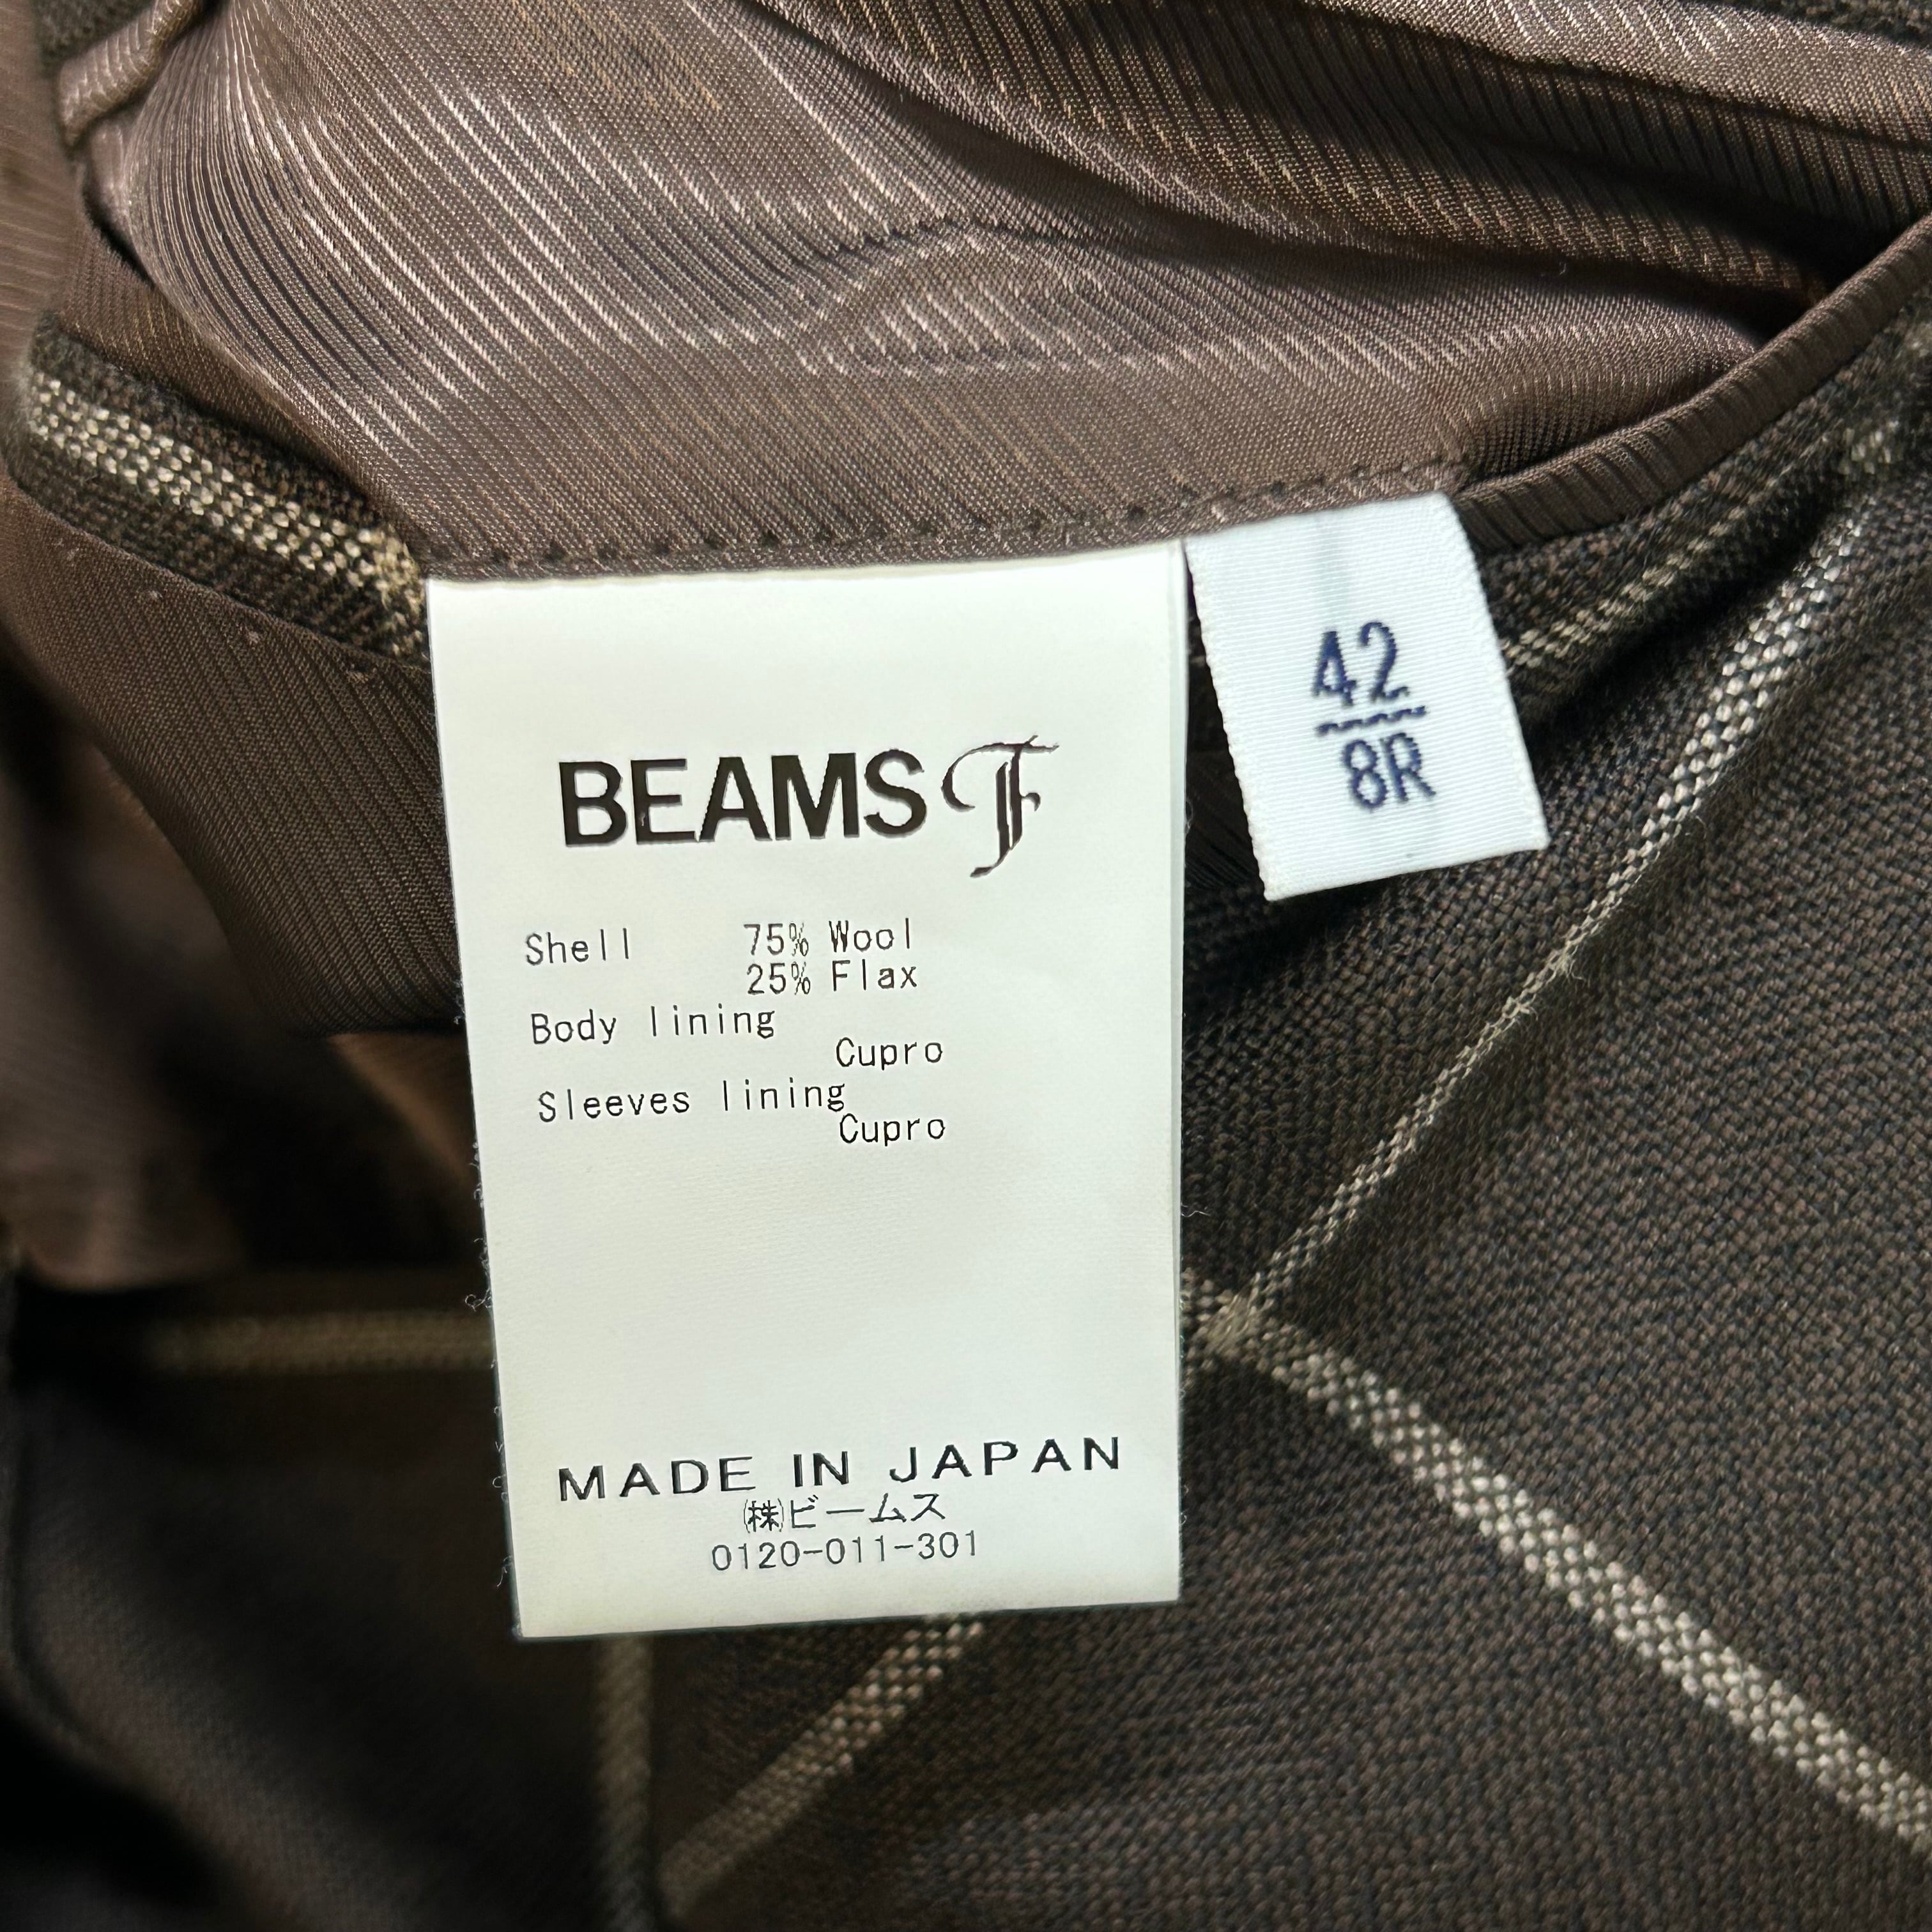 BEAMS F
Shell 75% Wool
25% Flax
Body lining
Cupro
Sleeves lining
Cupro
MADE IN JAPAN
㈱ビームス
0120-011-301
42
8R